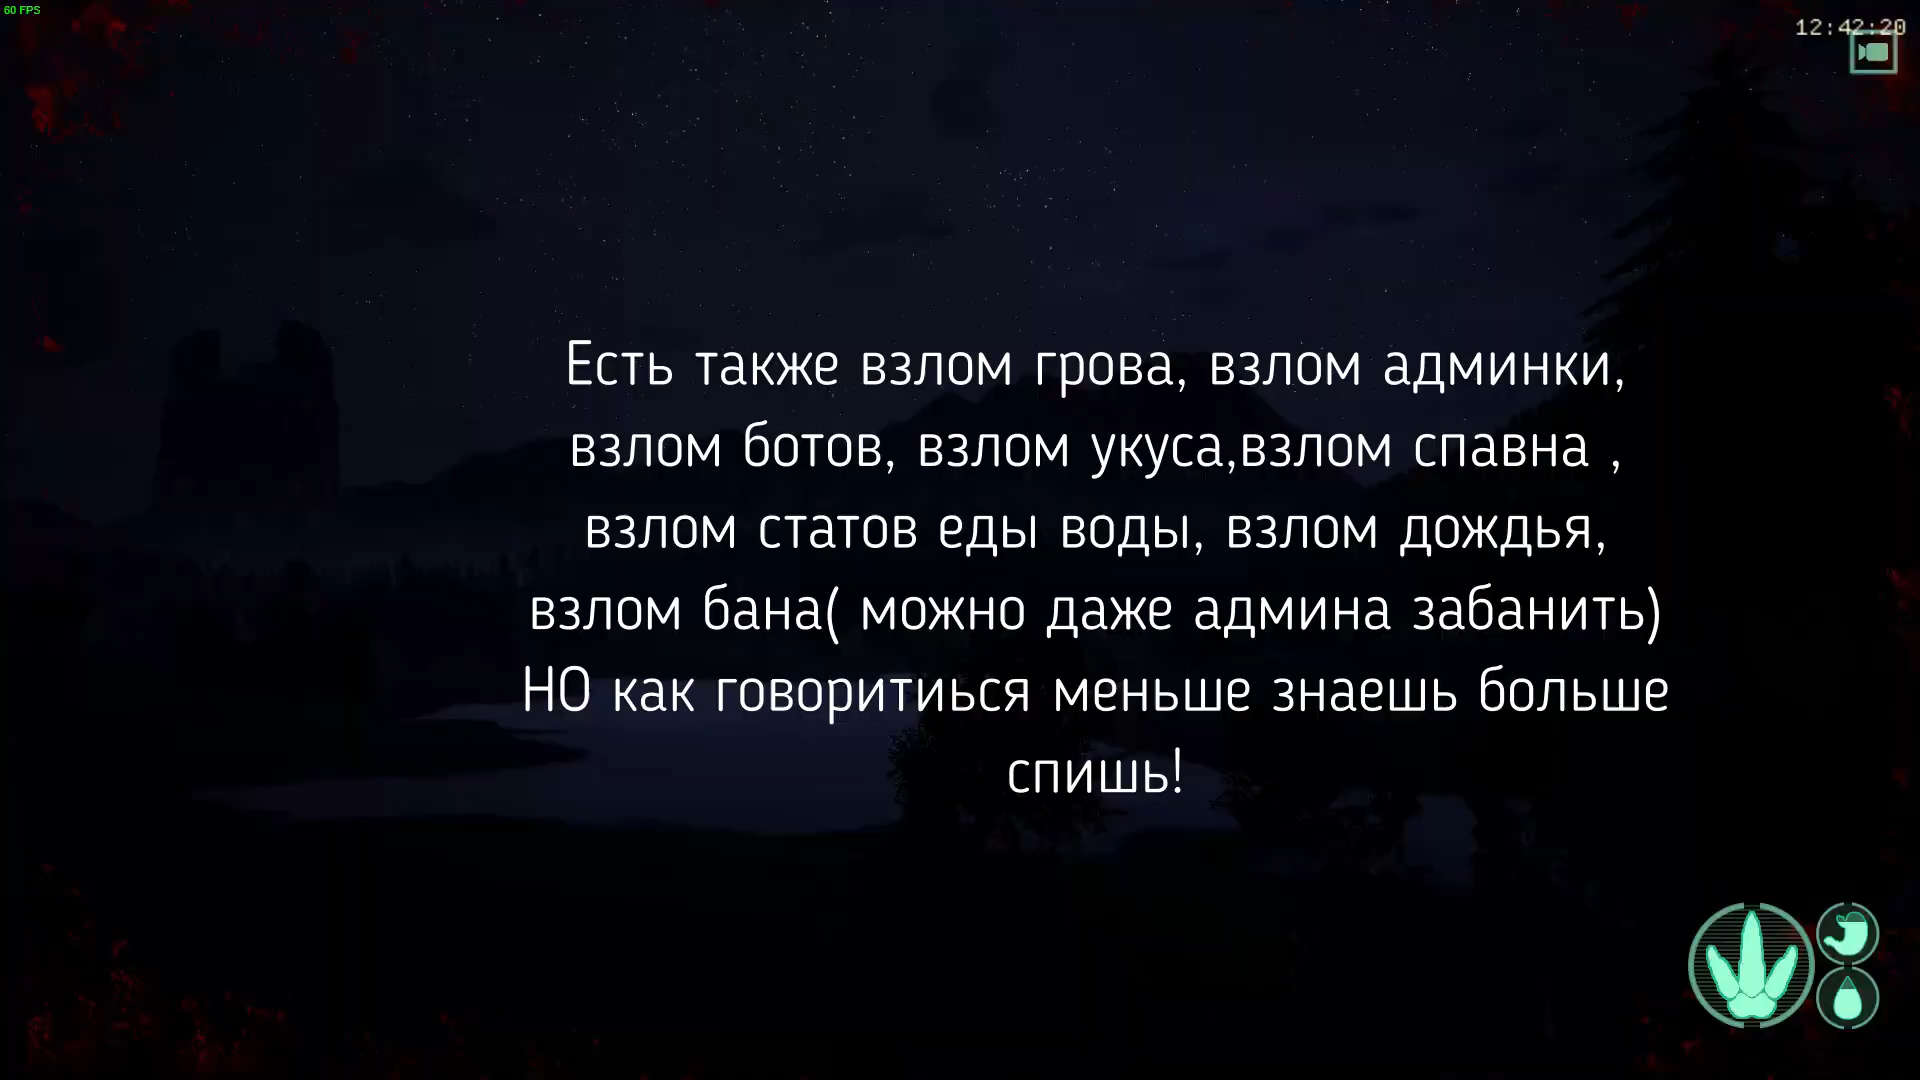 60 FPS
12:42:20
Есть также взлом грова, взлом админки,
взлом ботов, взлом укуса,взлом спавна ,
взлом статов еды воды, взлом дождья,
взлом бана( можно даже админа забанить)
НО как говоритиься меньше знаешь больше
спишь!